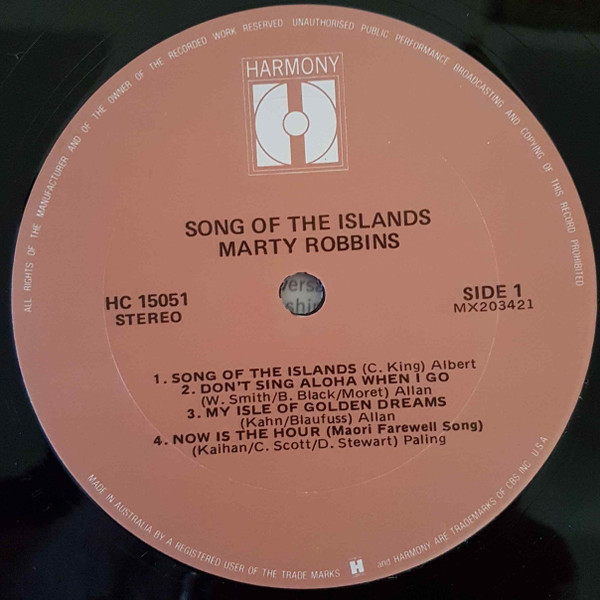 ALL RIGHTS OF THE MANUFACTURER AND OF THE OWNER OF THE RECORDED WORK RESERVED UNAUTHORISED PUBLIC PERFORMANCE BROADCASTING AND COPYING OF THIS RECORD PROHIBITED
HARMONY
SONG OF THE ISLANDS
MARTY ROBBINS
HC 15051
STEREO
SIDE 1
MX203421
1. SONG OF THE ISLANDS (C. King) Albert
2. DON'T SING ALOHA WHEN I GO
(W. Smith/B. Black/Moret) Allan
3. MY ISLE OF GOLDEN DREAMS
(Kahn/Blaufuss) Allan
4. NOW IS THE HOUR (Maori Farewell Song)
(Kaihan/C. Scott/D. Stewart) Paling
MADE IN AUSTRALIA BY A REGISTERED USER OF THE TRADE MARKS H and HARMONY ARE TRADEMARKS OF CBS INC. U.S.A.